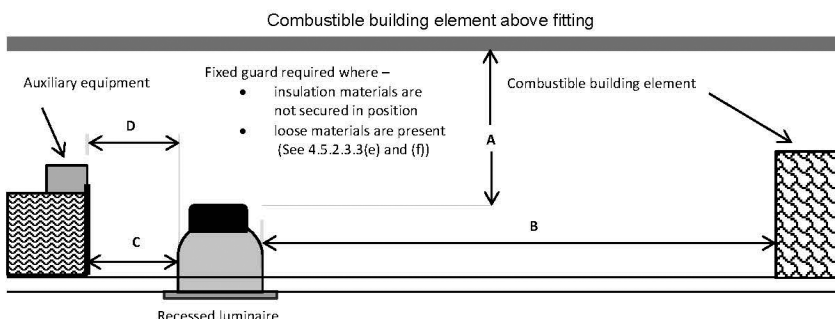 Combustible building element above fitting
Auxiliary equipment
Fixed guard required where –
• insulation materials are
not secured in position
• loose materials are present
(See 4.5.2.3.3(e) and (f))
Combustible building element
D
A
B
C
Recessed luminaire